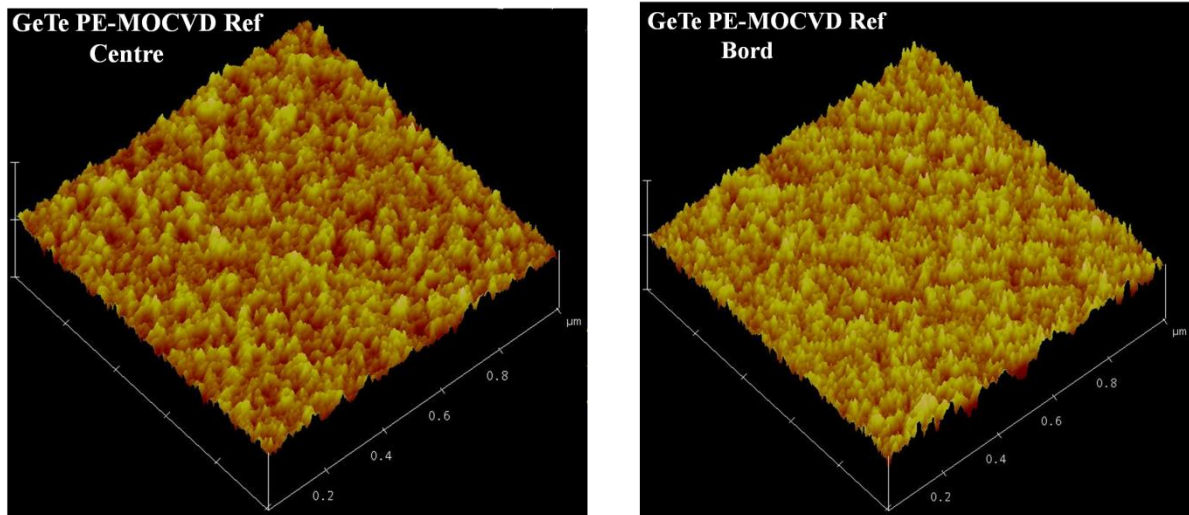 GeTe PE-MOCVD Ref
Centre
µm
0.8
0.6
0.4
0.2
GeTe PE-MOCVD Ref
Bord
µm
0.8
0.6
0.4
0.2